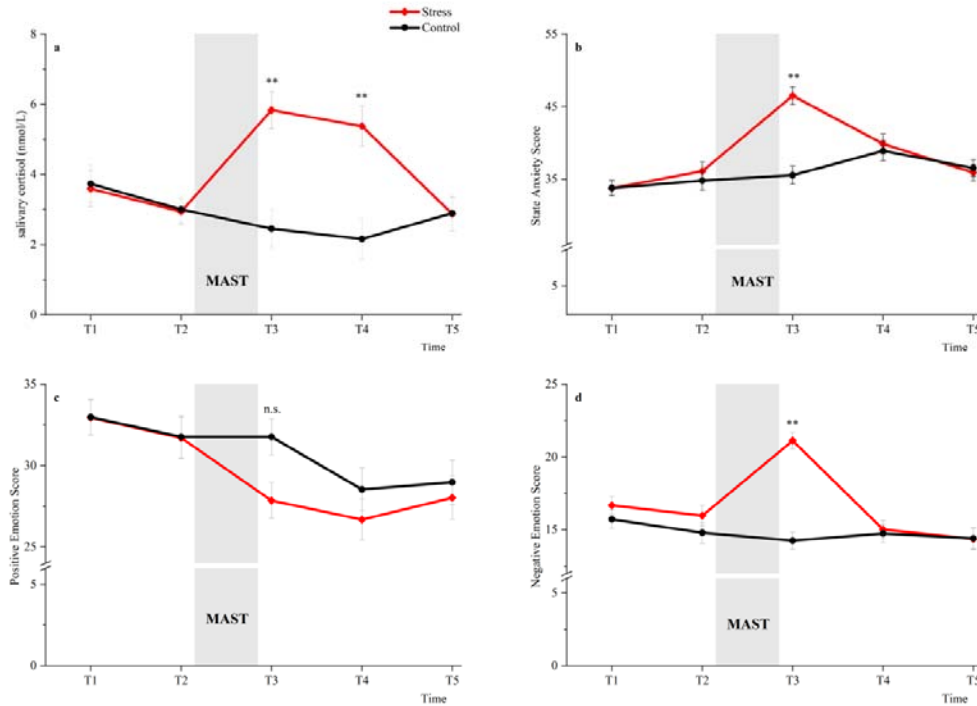 Stress
Control
a
8
6
4
2
0
salivary cortisol (nmol/L)
**
**
MAST
T1 T2 T3 T4 T5
Time
b
55
45
35
5
State Anxiety Score
**
MAST
T1 T2 T3 T4 T5
Time
c
35
30
25
5
0
Positive Emotion Score
n.s.
MAST
T1 T2 T3 T4 T5
Time
d
25
20
15
5
0
Negative Emotion Score
**
MAST
T1 T2 T3 T4 T5
Time